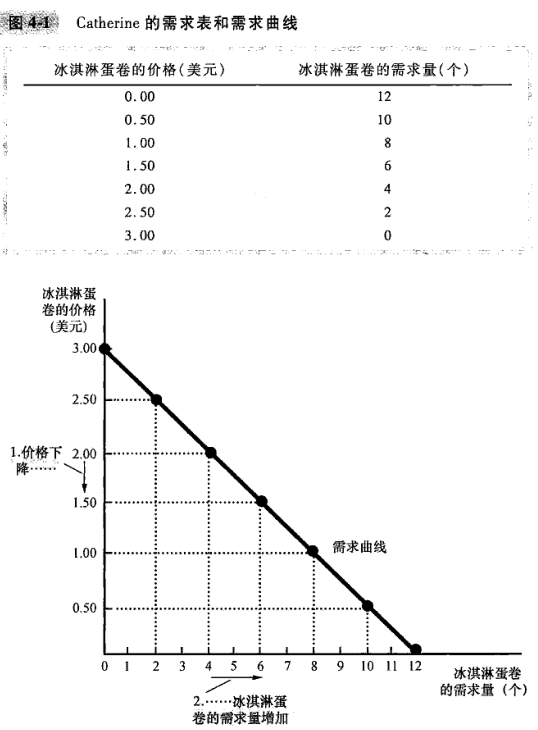 图 4-1 Catherine 的需求表和需求曲线
冰淇淋蛋卷的价格(美元) 冰淇淋蛋卷的需求量(个)
0.00 12
0.50 10
1.00 8
1.50 6
2.00 4
2.50 2
3.00 0
冰淇淋蛋
卷的价格
(美元)
3.00
2.50
1.价格下
降……
2.00
1.50
1.00
需求曲线
0.50
0 1 2 3 4 5 6 7 8 9 10 11 12
冰淇淋蛋卷
的需求量（个）
2.……冰淇淋蛋
卷的需求量增加